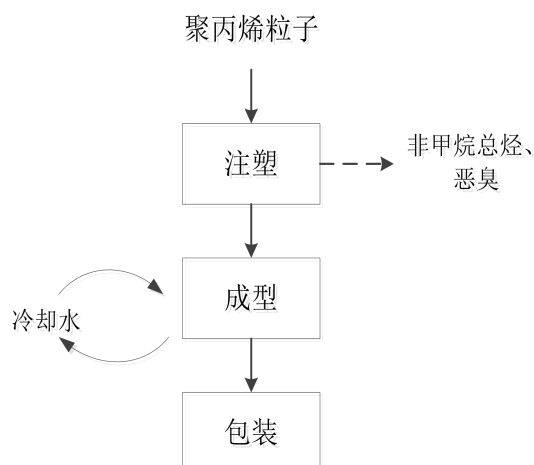 聚丙烯粒子
注塑
非甲烷总烃、
恶臭
成型
冷却水
包装